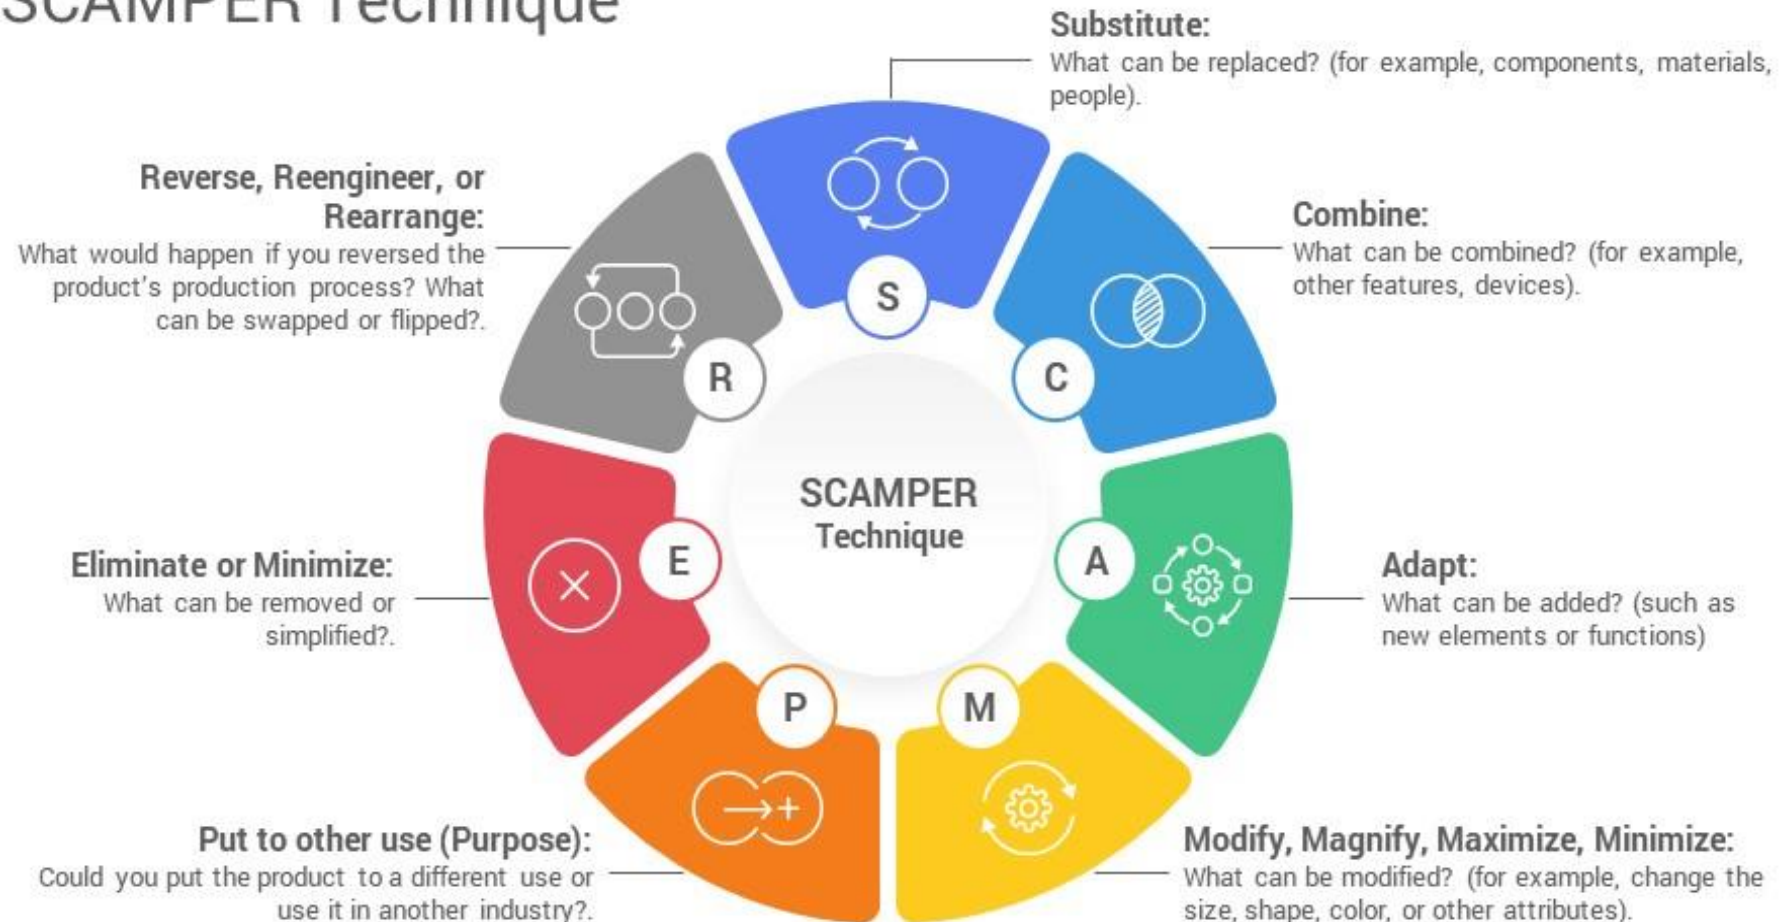 SCAMPER Technique
Substitute:
What can be replaced? (for example, components, materials,
people).
Combine:
What can be combined? (for example,
other features, devices).
Adapt:
What can be added? (such as
new elements or functions)
Modify, Magnify, Maximize, Minimize:
What can be modified? (for example, change the
size, shape, color, or other attributes).
Put to other use (Purpose):
Could you put the product to a different use or
use it in another industry?.
Eliminate or Minimize:
What can be removed or
simplified?.
Reverse, Reengineer, or
Rearrange:
What would happen if you reversed the
product's production process? What
can be swapped or flipped?.
S
C
A
M
P
E
R
SCAMPER
Technique